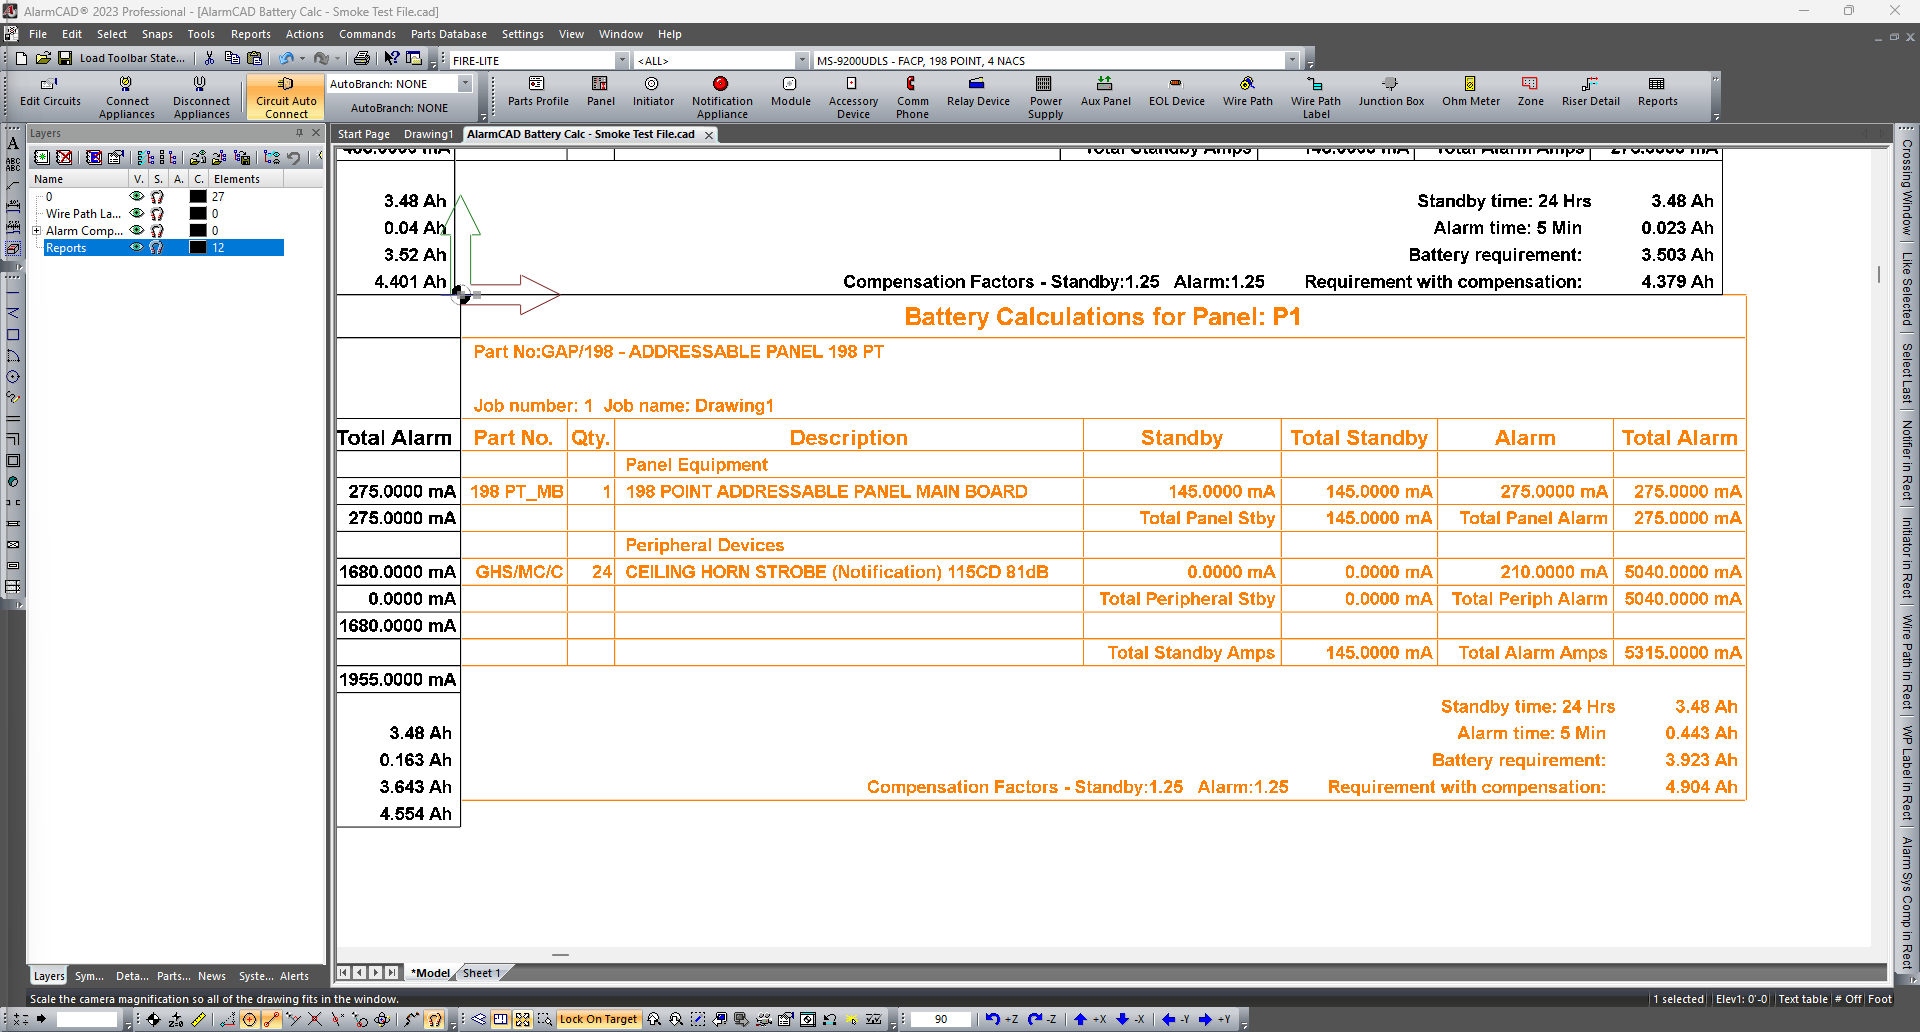 AlarmCAD® 2023 Professional - [AlarmCAD Battery Calc - Smoke Test File.cad]
File Edit Select Snaps Tools Reports Actions Commands Parts Database Settings View Window Help
Load Toolbar State... FIRE-LITE <ALL> MS-9200UDLS - FACP, 198 POINT, 4 NACS
Edit Circuits
Connect Appliances
Disconnect Appliances
Circuit Auto Connect
AutoBranch: NONE
AutoBranch: NONE
Parts Profile
Panel
Initiator
Notification Appliance
Module
Accessory Device
Comm Phone
Relay Device
Power Supply
Aux Panel
EOL Device
Wire Path
Wire Path Label
Junction Box
Ohm Meter
Zone
Riser Detail
Reports
Layers
Start Page Drawing1 AlarmCAD Battery Calc - Smoke Test File.cad
Name V. S. A. C. Elements
0 27
Wire Path La... 0
Alarm Comp... 0
Reports 12
Total Standby Amps Total Alarm Amps
3.48 Ah Standby time: 24 Hrs 3.48 Ah
0.04 Ah Alarm time: 5 Min 0.023 Ah
3.52 Ah Battery requirement: 3.503 Ah
4.401 Ah Compensation Factors - Standby:1.25 Alarm:1.25 Requirement with compensation: 4.379 Ah
Battery Calculations for Panel: P1
Part No:GAP/198 - ADDRESSABLE PANEL 198 PT
Job number: 1 Job name: Drawing1
Total Alarm Part No. Qty. Description Standby Total Standby Alarm Total Alarm
Panel Equipment
275.0000 mA 198 PT_MB 1 198 POINT ADDRESSABLE PANEL MAIN BOARD 145.0000 mA 145.0000 mA 275.0000 mA 275.0000 mA
275.0000 mA Total Panel Stby 145.0000 mA Total Panel Alarm 275.0000 mA
Peripheral Devices
1680.0000 mA GHS/MC/C 24 CEILING HORN STROBE (Notification) 115CD 81dB 0.0000 mA 0.0000 mA 210.0000 mA 5040.0000 mA
0.0000 mA Total Peripheral Stby 0.0000 mA Total Periph Alarm 5040.0000 mA
1680.0000 mA
Total Standby Amps 145.0000 mA Total Alarm Amps 5315.0000 mA
1955.0000 mA
Standby time: 24 Hrs 3.48 Ah
3.48 Ah Alarm time: 5 Min 0.443 Ah
0.163 Ah Battery requirement: 3.923 Ah
3.643 Ah Compensation Factors - Standby:1.25 Alarm:1.25 Requirement with compensation: 4.904 Ah
4.554 Ah
Crossing Window
Like Selected
Select Last
Notifier in Rect
Initiator in Rect
Wire Path in Rect
WP Label in Rect
Alarm Sys Comp in Rect
*Model Sheet 1
Layers Sym... Deta... Parts... News Syste... Alerts
Scale the camera magnification so all of the drawing fits in the window. 1 selected Elev1: 0'-0 Text table # Off Foot
Lock On Target 90 +Z -Z +X -X -Y +Y